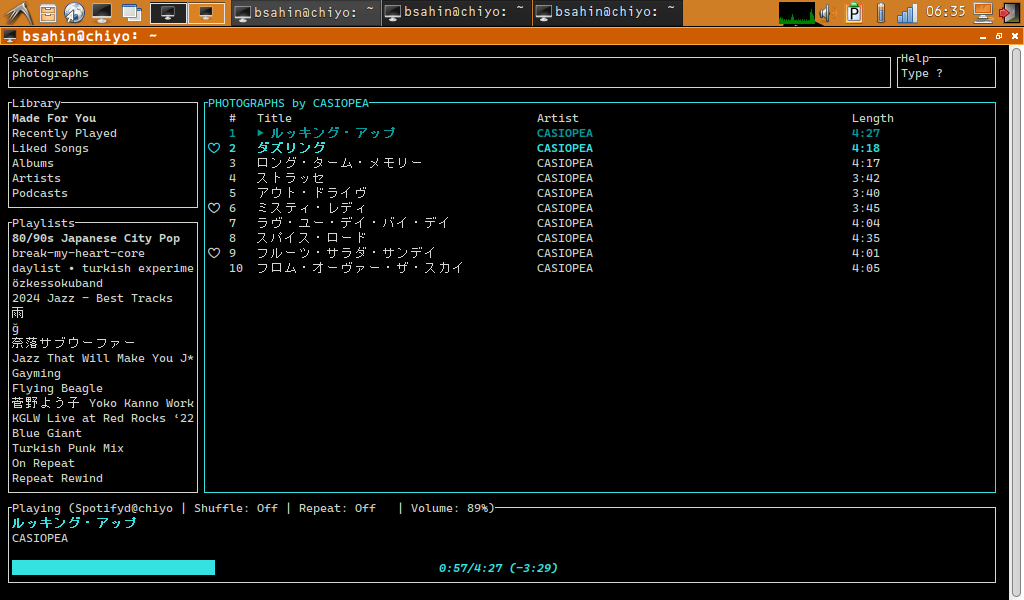 bsahin@chiyo: ~
bsahin@chiyo: ~
bsahin@chiyo: ~
P
06:35
bsahin@chiyo: ~
Search
photographs
Help
Type ?
Library
Made For You
Recently Played
Liked Songs
Albums
Artists
Podcasts
Playlists
80/90s Japanese City Pop
break-my-heart-core
daylist • turkish experime
özkessokuband
2024 Jazz - Best Tracks
雨
ğ
奈落サブウーファー
Jazz That Will Make You J*
Gayming
Flying Beagle
菅野よう子 Yoko Kanno Work
KGLW Live at Red Rocks ‘22
Blue Giant
Turkish Punk Mix
On Repeat
Repeat Rewind
PHOTOGRAPHS by CASIOPEA
# Title Artist Length
1 ▶ ルッキング・アップ CASIOPEA 4:27
♡ 2 ダズリング CASIOPEA 4:18
3 ロング・ターム・メモリー CASIOPEA 4:17
4 ストラッセ CASIOPEA 3:42
5 アウト・ドライヴ CASIOPEA 3:40
♡ 6 ミスティ・レディ CASIOPEA 3:45
7 ラヴ・ユー・デイ・バイ・デイ CASIOPEA 4:04
8 スパイス・ロード CASIOPEA 4:35
♡ 9 フルーツ・サラダ・サンデイ CASIOPEA 4:01
10 フロム・オーヴァー・ザ・スカイ CASIOPEA 4:05
Playing (Spotifyd@chiyo | Shuffle: Off | Repeat: Off | Volume: 89%)
ルッキング・アップ
CASIOPEA
0:57/4:27 (-3:29)